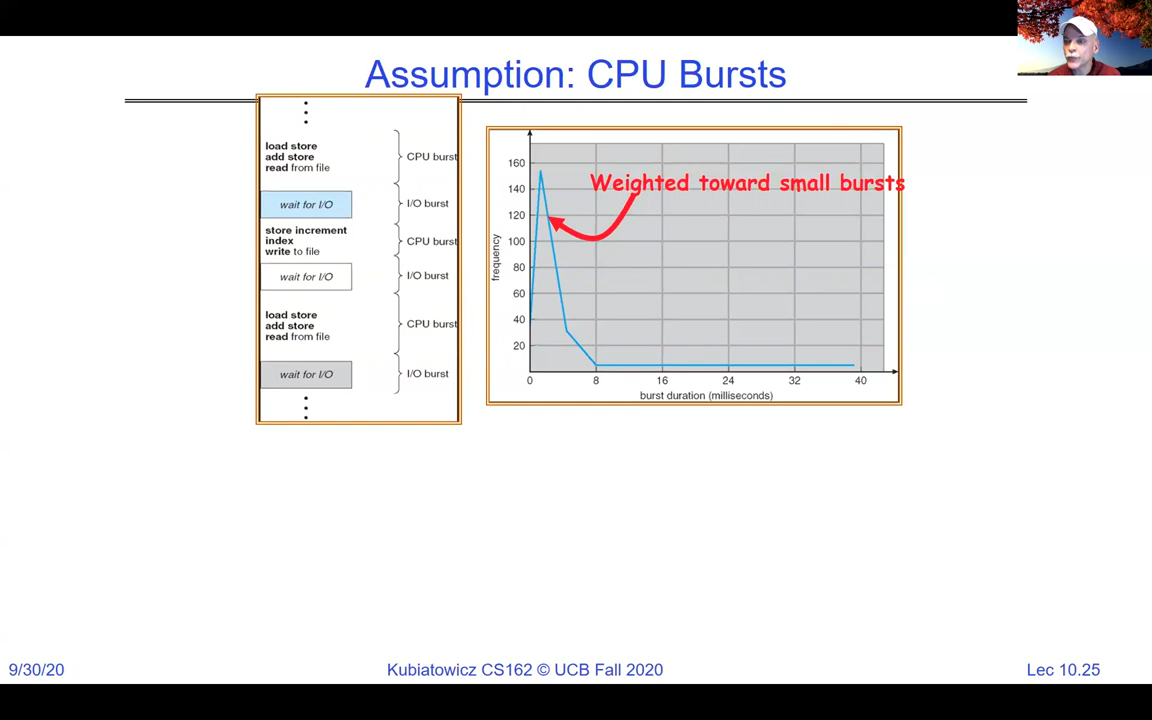 Assumption: CPU Bursts
load store
add store
read from file
CPU burst
wait for I/O
I/O burst
store increment
index
write to file
CPU burst
wait for I/O
I/O burst
load store
add store
read from file
CPU burst
wait for I/O
I/O burst
Weighted toward small bursts
frequency
160
140
120
100
80
60
40
20
0 8 16 24 32 40
burst duration (milliseconds)
9/30/20
Kubiatowicz CS162 © UCB Fall 2020
Lec 10.25